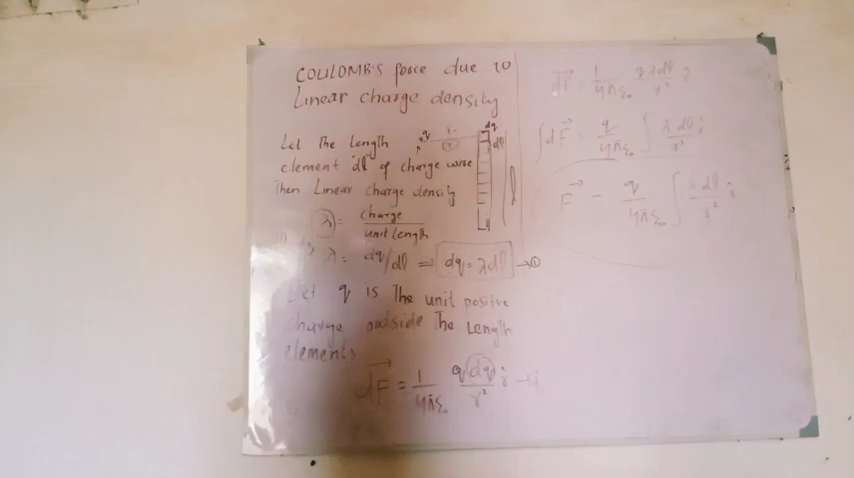 COULOMB'S force due to
Linear charge density
Let The Length
element dl of charge wire
Then Linear charge density
λ = charge / unit length
λ = dq/dl ⇒ dq = λdl → ①
Let q is The unit positive
charge outside The Length
elements
dF⃗ = 1/4πε₀ q dq/r² r̂
q r dq
dl
l
dF⃗ = 1/4πε₀ qλdl/r² r̂
∫dF⃗ = q/4πε₀ ∫ λdl/r² r̂
F⃗ = q/4πε₀ ∫ λdl/r² r̂